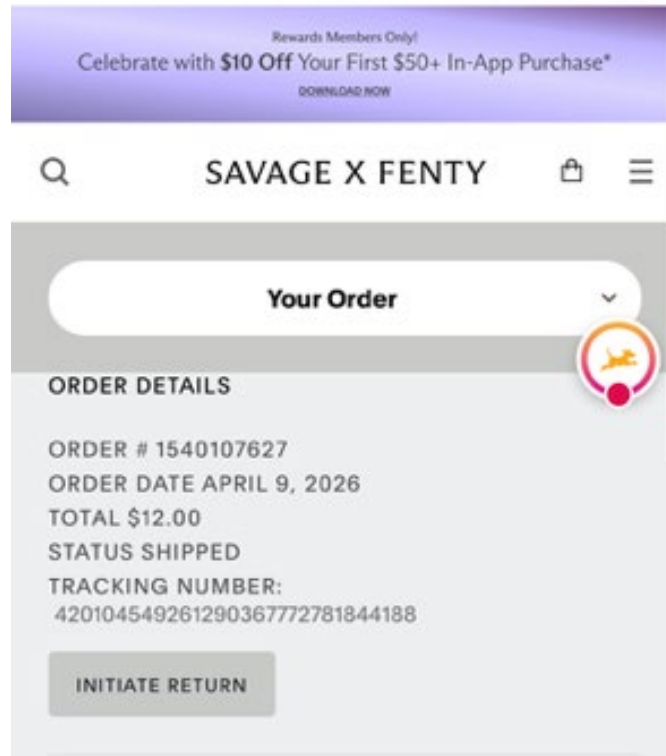 Rewards Members Only!
Celebrate with $10 Off Your First $50+ In-App Purchase*
DOWNLOAD NOW
SAVAGE X FENTY
Your Order
ORDER DETAILS
ORDER # 1540107627
ORDER DATE APRIL 9, 2026
TOTAL $12.00
STATUS SHIPPED
TRACKING NUMBER:
420104549261290367772781844188
INITIATE RETURN